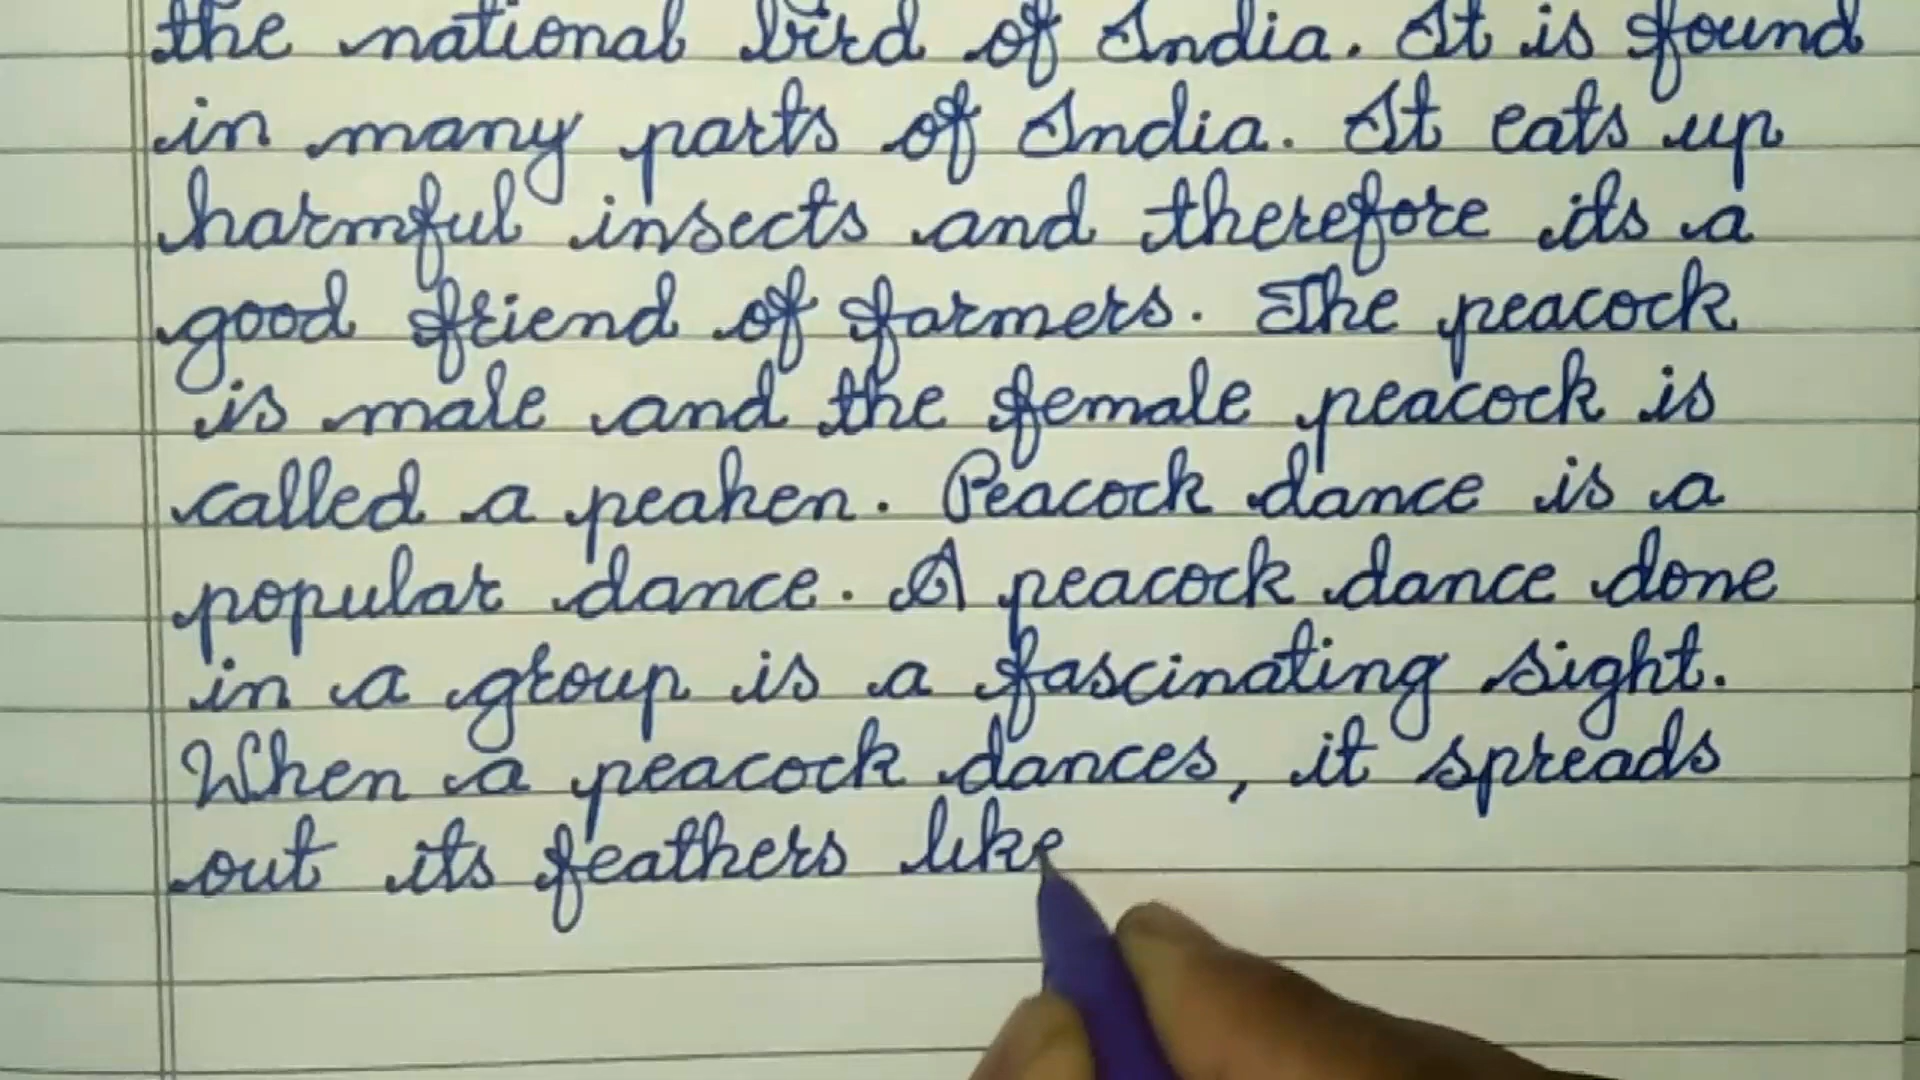 the national bird of India. It is found
in many parts of India. It eats up
harmful insects and therefore its a
good friend of farmers. The peacock
is male and the female peacock is
called a peahen. Peacock dance is a
popular dance. A peacock dance done
in a group is a fascinating sight.
When a peacock dances, it spreads
out its feathers like